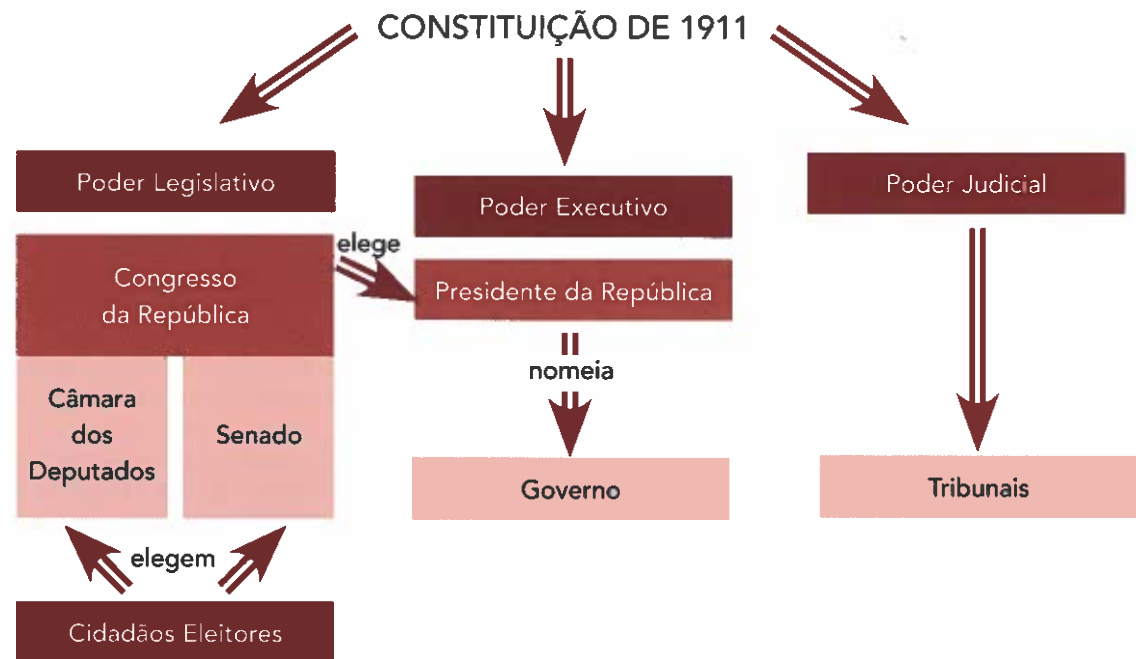 CONSTITUIÇÃO DE 1911
Poder Legislativo
Congresso
da República
Câmara
dos
Deputados
Senado
elegem
Cidadãos Eleitores
elege
Poder Executivo
Presidente da República
nomeia
Governo
Poder Judicial
Tribunais